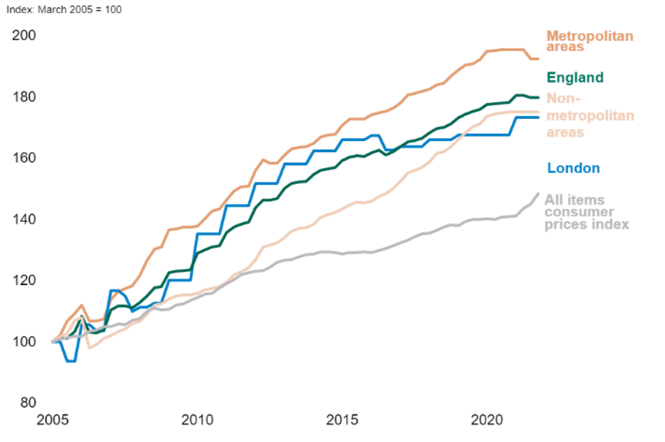 Index: March 2005 = 100
200
180
160
140
120
100
80
2005
2010
2015
2020
Metropolitan
areas
England
Non-
metropolitan
areas
London
All items
consumer
prices index